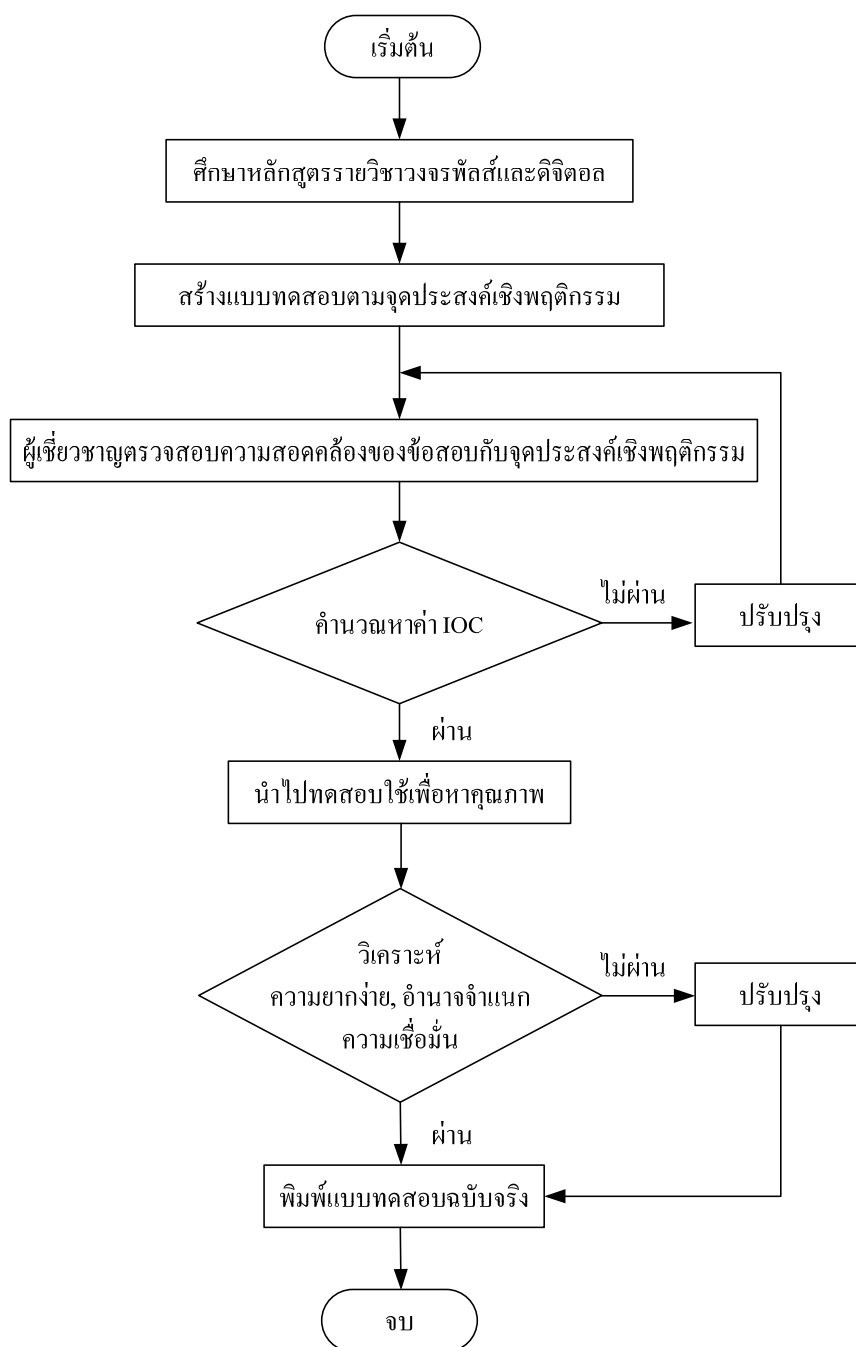 เริ่มต้น
ศึกษาหลักสูตรรายวิชาวงจรพัลส์และดิจิตอล
สร้างแบบทดสอบตามจุดประสงค์เชิงพฤติกรรม
ผู้เชี่ยวชาญตรวจสอบความสอดคล้องของข้อสอบกับจุดประสงค์เชิงพฤติกรรม
คำนวณหาค่า IOC
ไม่ผ่าน
ปรับปรุง
ผ่าน
นำไปทดสอบใช้เพื่อหาคุณภาพ
วิเคราะห์
ความยากง่าย, อำนาจจำแนก
ความเชื่อมั่น
ไม่ผ่าน
ปรับปรุง
ผ่าน
พิมพ์แบบทดสอบฉบับจริง
จบ